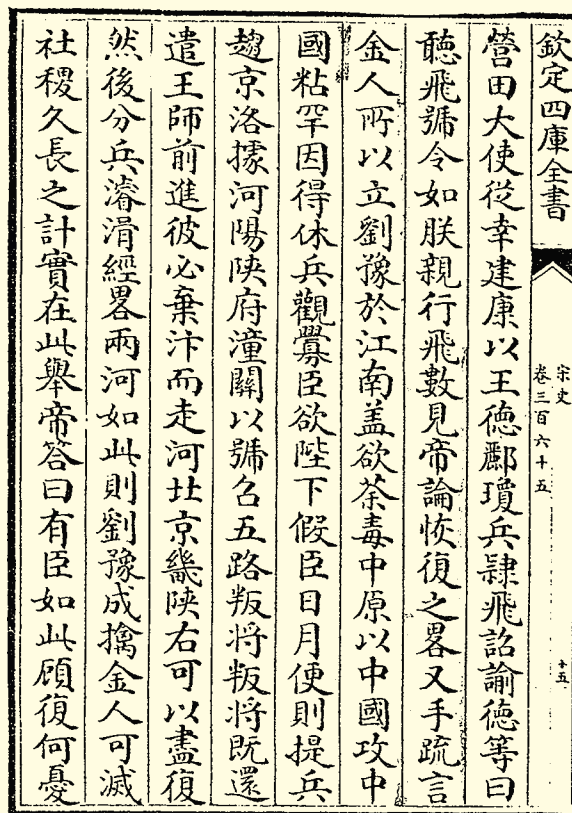 欽定四庫全書
宋史
卷三百六十五
十五
營田大使從幸建康以王徳酈瓊兵隸飛詔諭徳等曰
聽飛號令如朕親行飛數見帝論恢復之畧又手疏言
金人所以立劉豫於江南盖欲荼毒中原以中國攻中
國粘罕因得休兵觀釁臣欲陛下假臣日月便則提兵
趨京洛據河陽陜府潼關以號召五路叛将叛将既還
遣王師前進彼必棄汴而走河北京畿陜右可以盡復
然後分兵濬滑經畧兩河如此則劉豫成擒金人可滅
社稷久長之計實在此舉帝答曰有臣如此顧復何憂